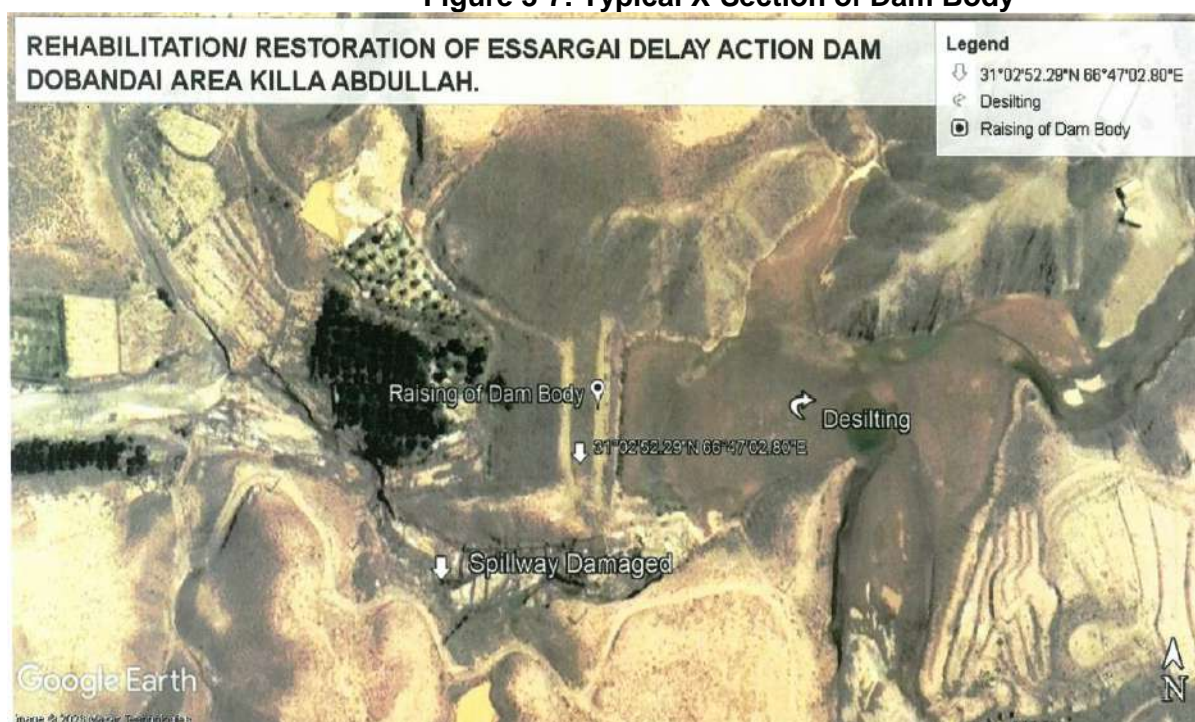 Figure 3-7: Typical X-Section of Dam Body
REHABILITATION/ RESTORATION OF ESSARGAI DELAY ACTION DAM
DOBANDAI AREA KILLA ABDULLAH.
Legend
31°02'52.29"N 66°47'02.80"E
Desilting
Raising of Dam Body
Raising of Dam Body
Desilting
31°02'52.29"N 66°47'02.80"E
Spillway Damaged
Google Earth
N
Image © 2025